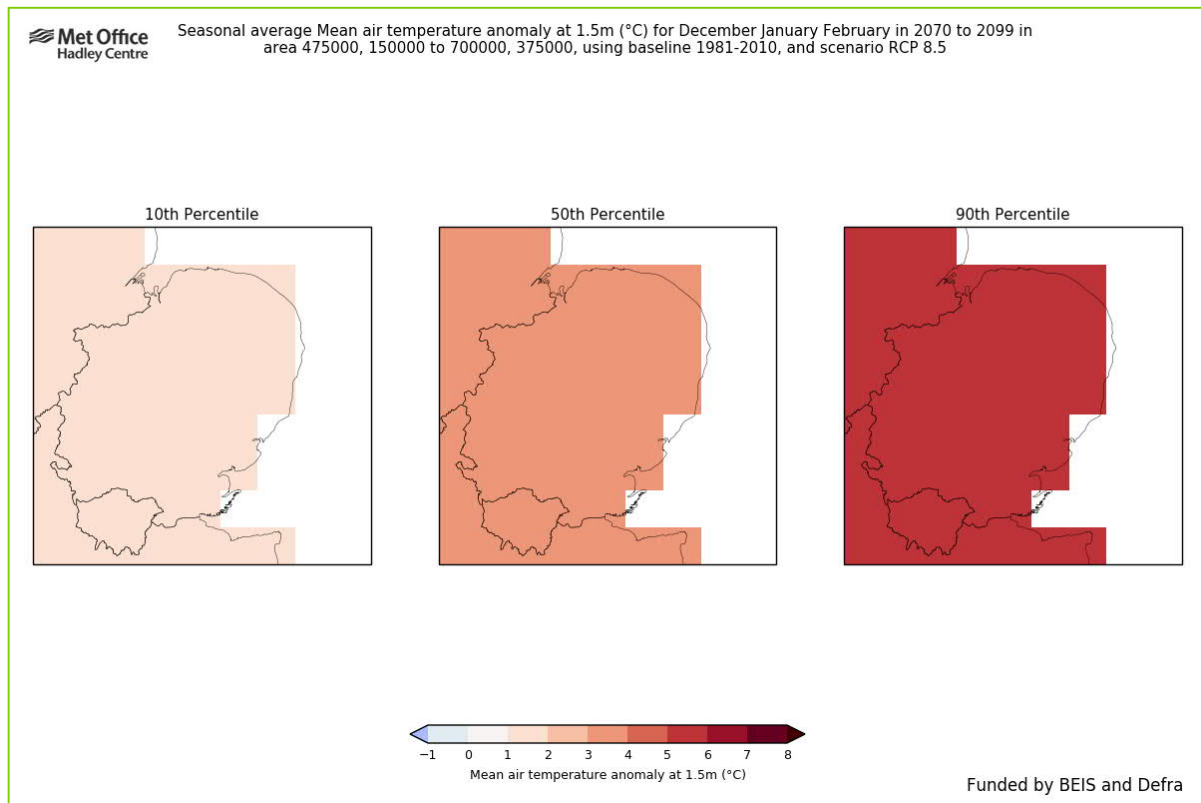 Met Office
Hadley Centre
Seasonal average Mean air temperature anomaly at 1.5m (°C) for December January February in 2070 to 2099 in
area 475000, 150000 to 700000, 375000, using baseline 1981-2010, and scenario RCP 8.5
10th Percentile
50th Percentile
90th Percentile
−1 0 1 2 3 4 5 6 7 8
Mean air temperature anomaly at 1.5m (°C)
Funded by BEIS and Defra